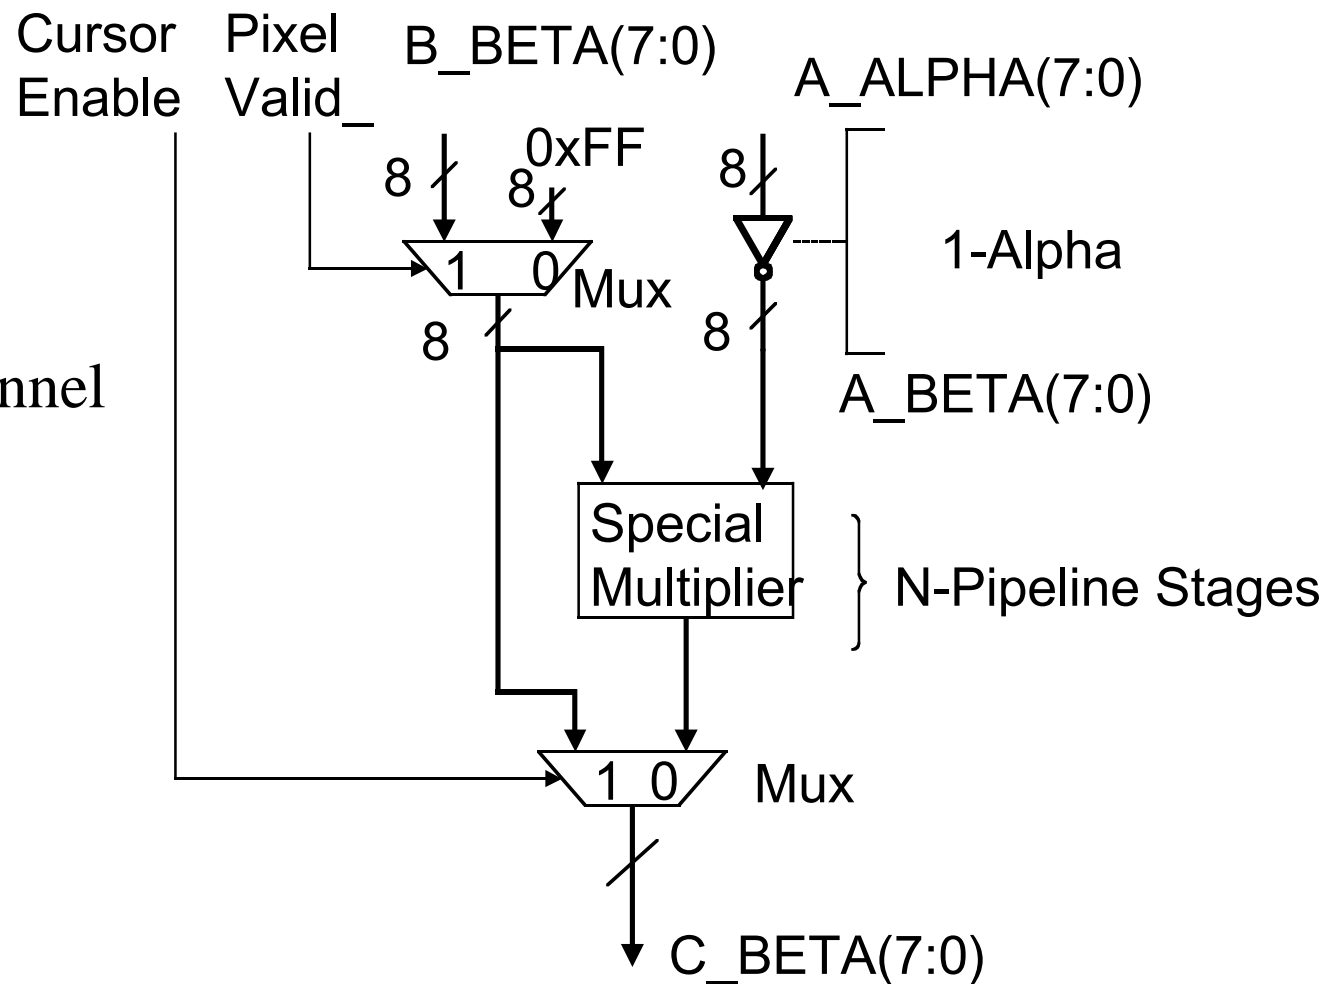 Cursor
Enable
Pixel
Valid_
B_BETA(7:0)
A_ALPHA(7:0)
8
0xFF
8
8
1 0
Mux
1-Alpha
8
8
nnel
A_BETA(7:0)
Special
Multiplier
N-Pipeline Stages
1 0
Mux
C_BETA(7:0)